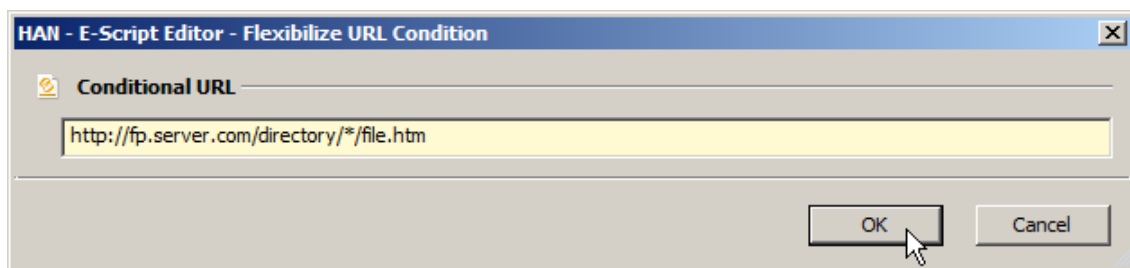 HAN - E-Script Editor - Flexibilize URL Condition
Conditional URL
http://fp.server.com/directory/*/file.htm
OK Cancel